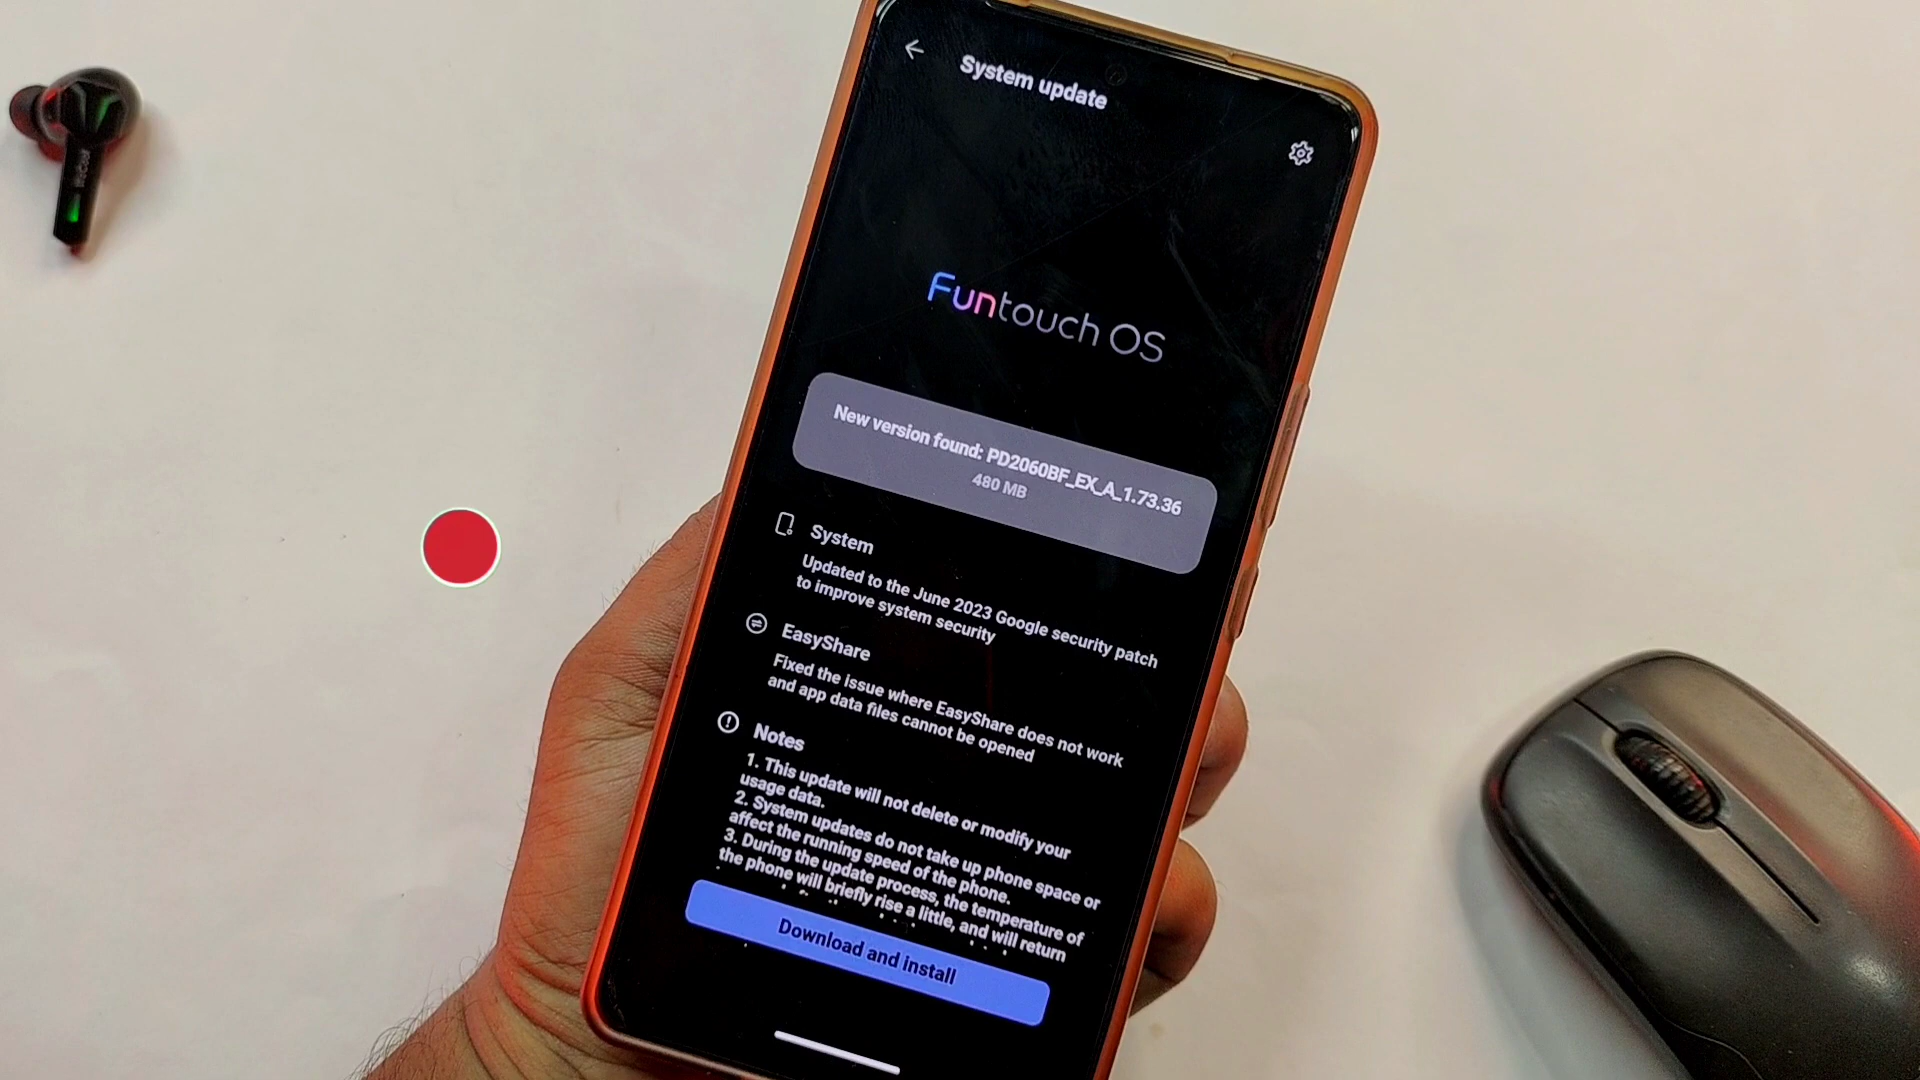 System update
Funtouch OS
New version found: PD2060BF_EX_A_1.73.36
480 MB
System
Updated to the June 2023 Google security patch
to improve system security
EasyShare
Fixed the issue where EasyShare does not work
and app data files cannot be opened
Notes
1. This update will not delete or modify your
usage data.
2. System updates do not take up phone space or
affect the running speed of the phone.
3. During the update process, the temperature of
the phone will briefly rise a little, and will return
Download and install